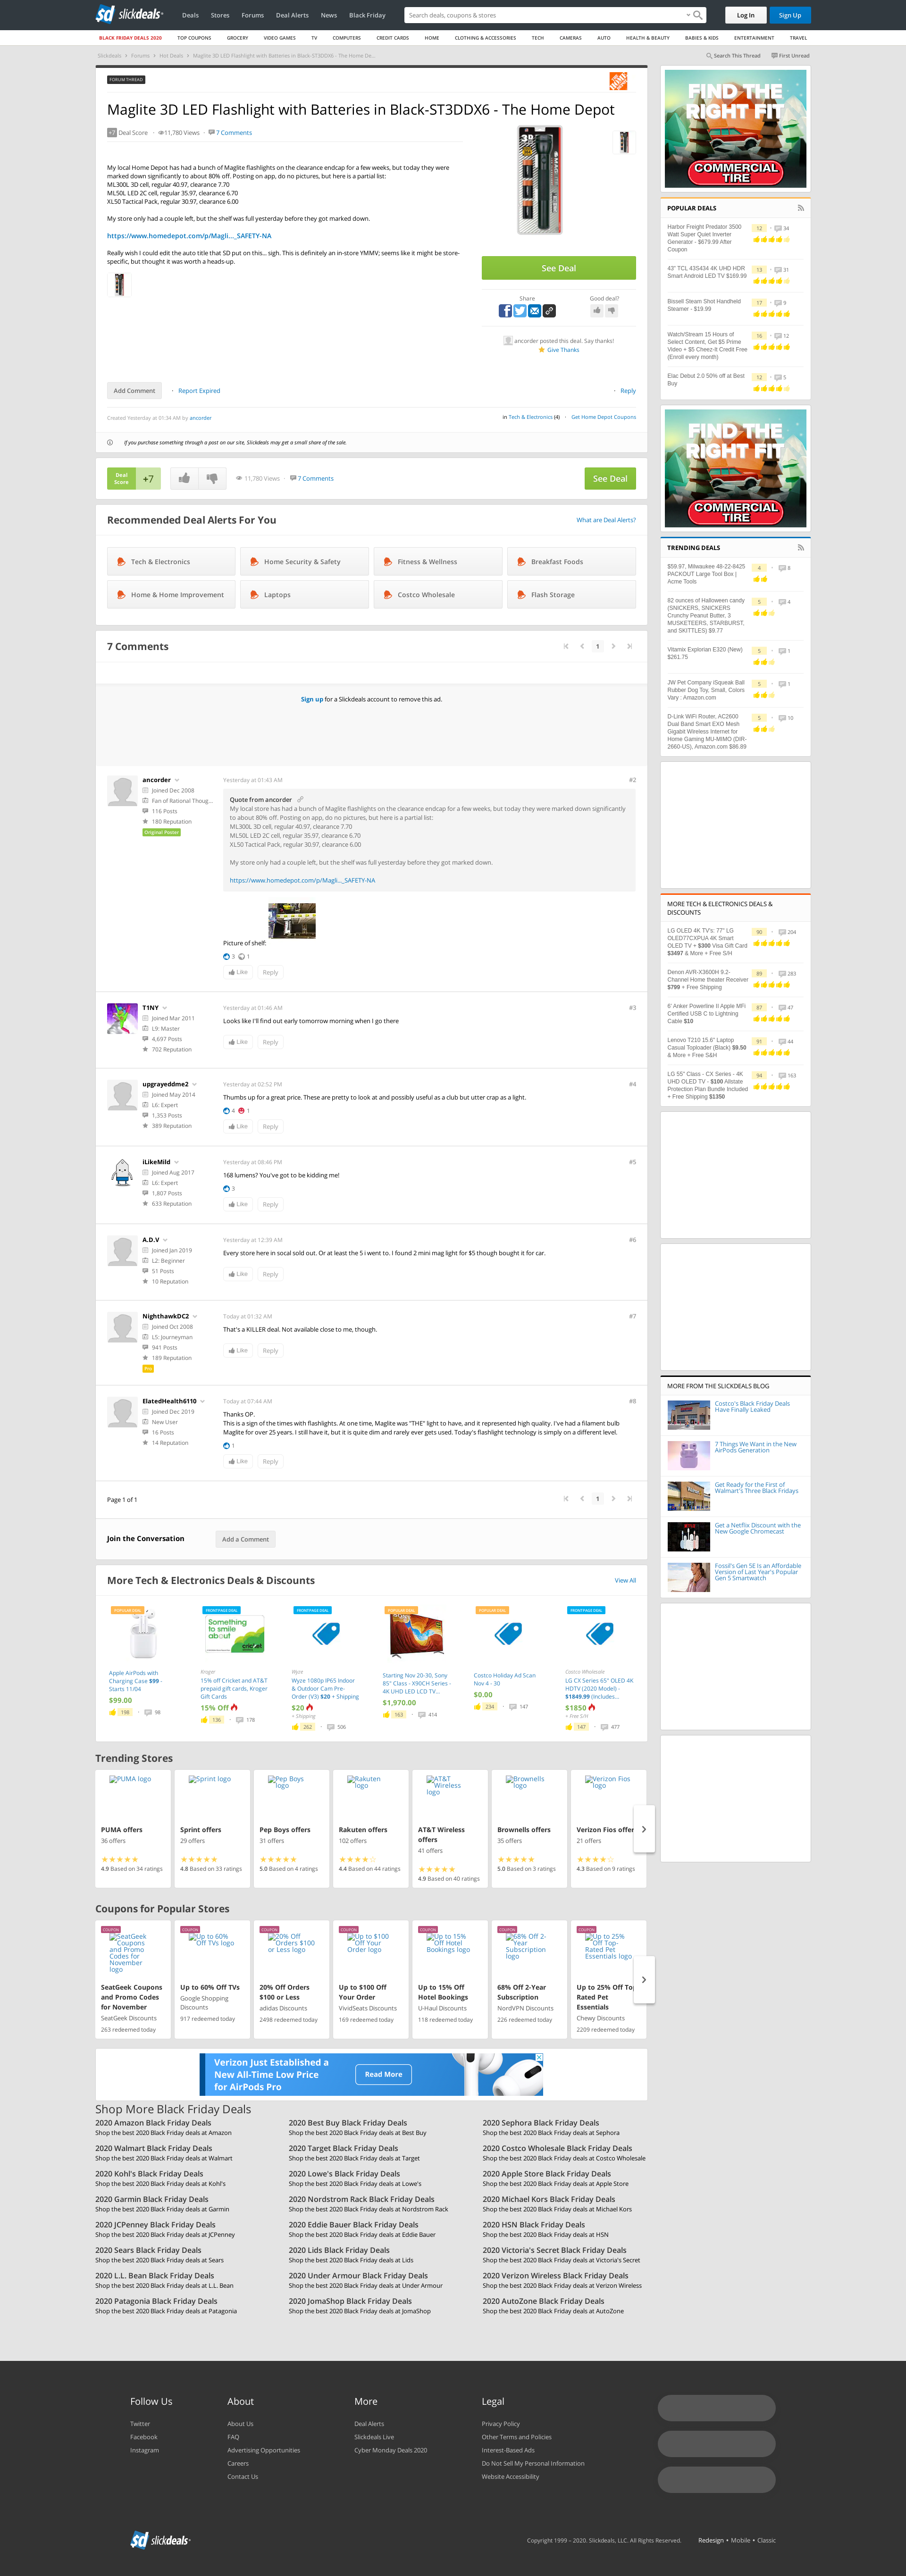 slickdeals
Deals
Stores
Forums
Deal Alerts
News
Black Friday
Search deals, coupons & stores
Log In
Sign Up
BLACK FRIDAY DEALS 2020
TOP COUPONS
GROCERY
VIDEO GAMES
TV
COMPUTERS
CREDIT CARDS
HOME
CLOTHING & ACCESSORIES
TECH
CAMERAS
AUTO
HEALTH & BEAUTY
BABIES & KIDS
ENTERTAINMENT
TRAVEL
Slickdeals > Forums > Hot Deals > Maglite 3D LED Flashlight with Batteries in Black-ST3DDX6 - The Home De...
Search This Thread
First Unread
FORUM THREAD
Maglite 3D LED Flashlight with Batteries in Black-ST3DDX6 - The Home Depot
+7 Deal Score
11,780 Views
7 Comments
My local Home Depot has had a bunch of Maglite flashlights on the clearance endcap for a few weeks, but today they were
marked down significantly to about 80% off. Posting on app, do no pictures, but here is a partial list:
ML300L 3D cell, regular 40.97, clearance 7.70
ML50L LED 2C cell, regular 35.97, clearance 6.70
XL50 Tactical Pack, regular 30.97, clearance 6.00
My store only had a couple left, but the shelf was full yesterday before they got marked down.
https://www.homedepot.com/p/Magli..._SAFETY-NA
Really wish I could edit the auto title that SD put on this... sigh. This is definitely an in-store YMMV; seems like it might be store-
specific, but thought it was worth a heads-up.
See Deal
Share
Good deal?
ancorder posted this deal. Say thanks!
Give Thanks
Add Comment
Report Expired
Reply
Created Yesterday at 01:34 AM by ancorder
in Tech & Electronics (4)
Get Home Depot Coupons
If you purchase something through a post on our site, Slickdeals may get a small share of the sale.
Deal
Score
+7
11,780 Views
7 Comments
See Deal
Recommended Deal Alerts For You
What are Deal Alerts?
Tech & Electronics
Home Security & Safety
Fitness & Wellness
Breakfast Foods
Home & Home Improvement
Laptops
Costco Wholesale
Flash Storage
7 Comments
1
Sign up for a Slickdeals account to remove this ad.
ancorder
Joined Dec 2008
Fan of Rational Thoug...
116 Posts
180 Reputation
Original Poster
Yesterday at 01:43 AM
#2
Quote from ancorder
My local store has had a bunch of Maglite flashlights on the clearance endcap for a few weeks, but today they were marked down significantly
to about 80% off. Posting on app, do no pictures, but here is a partial list:
ML300L 3D cell, regular 40.97, clearance 7.70
ML50L LED 2C cell, regular 35.97, clearance 6.70
XL50 Tactical Pack, regular 30.97, clearance 6.00
My store only had a couple left, but the shelf was full yesterday before they got marked down.
https://www.homedepot.com/p/Magli..._SAFETY-NA
Picture of shelf:
3 1
Like
Reply
T1NY
Joined Mar 2011
L9: Master
4,697 Posts
702 Reputation
Yesterday at 01:46 AM
#3
Looks like I'll find out early tomorrow morning when I go there
Like
Reply
upgrayeddme2
Joined May 2014
L6: Expert
1,353 Posts
389 Reputation
Yesterday at 02:52 PM
#4
Thumbs up for a great price. These are pretty to look at and possibly useful as a club but utter crap as a light.
4 1
Like
Reply
iLikeMild
Joined Aug 2017
L6: Expert
1,807 Posts
633 Reputation
Yesterday at 08:46 PM
#5
168 lumens? You've got to be kidding me!
3
Like
Reply
A.D.V
Joined Jan 2019
L2: Beginner
51 Posts
10 Reputation
Yesterday at 12:39 AM
#6
Every store here in socal sold out. Or at least the 5 i went to. I found 2 mini mag light for $5 though bought it for car.
Like
Reply
NighthawkDC2
Joined Oct 2008
L5: Journeyman
941 Posts
189 Reputation
Pro
Today at 01:32 AM
#7
That's a KILLER deal. Not available close to me, though.
Like
Reply
ElatedHealth6110
Joined Dec 2019
New User
16 Posts
14 Reputation
Today at 07:44 AM
#8
Thanks OP.
This is a sign of the times with flashlights. At one time, Maglite was "THE" light to have, and it represented high quality. I've had a filament bulb
Maglite for over 25 years. I still have it, but it is quite dim and rarely ever gets used. Today's flashlight technology is simply on a different level.
1
Like
Reply
Page 1 of 1
1
Join the Conversation
Add a Comment
More Tech & Electronics Deals & Discounts
View All
POPULAR DEAL
Apple AirPods with
Charging Case $99 -
Starts 11/04
$99.00
198 98
FRONTPAGE DEAL
Something
to smile
about
cricket
Kroger
15% off Cricket and AT&T
prepaid gift cards, Kroger
Gift Cards
15% Off
136 178
FRONTPAGE DEAL
Wyze
Wyze 1080p IP65 Indoor
& Outdoor Cam Pre-
Order (V3) $20 + Shipping
$20
+ Shipping
262 506
POPULAR DEAL
Starting Nov 20-30, Sony
85" Class - X90CH Series -
4K UHD LED LCD TV...
$1,970.00
163 414
POPULAR DEAL
Costco Holiday Ad Scan
Nov 4 - 30
$0.00
234 147
FRONTPAGE DEAL
Costco Wholesale
LG CX Series 65" OLED 4K
HDTV (2020 Model) -
$1849.99 (Includes...
$1850
+ Free S/H
147 477
Trending Stores
PUMA logo
PUMA offers
36 offers
4.9 Based on 34 ratings
Sprint logo
Sprint offers
29 offers
4.8 Based on 33 ratings
Pep Boys
logo
Pep Boys offers
31 offers
5.0 Based on 4 ratings
Rakuten
logo
Rakuten offers
102 offers
4.4 Based on 44 ratings
AT&T
Wireless
logo
AT&T Wireless
offers
41 offers
4.9 Based on 40 ratings
Brownells
logo
Brownells offers
35 offers
5.0 Based on 3 ratings
Verizon Fios
logo
Verizon Fios offers
21 offers
4.3 Based on 9 ratings
Coupons for Popular Stores
COUPON
SeatGeek
Coupons
and Promo
Codes for
November
logo
SeatGeek Coupons
and Promo Codes
for November
SeatGeek Discounts
263 redeemed today
COUPON
Up to 60%
Off TVs logo
Up to 60% Off TVs
Google Shopping
Discounts
917 redeemed today
COUPON
20% Off
Orders $100
or Less logo
20% Off Orders
$100 or Less
adidas Discounts
2498 redeemed today
COUPON
Up to $100
Off Your
Order logo
Up to $100 Off
Your Order
VividSeats Discounts
169 redeemed today
COUPON
Up to 15%
Off Hotel
Bookings logo
Up to 15% Off
Hotel Bookings
U-Haul Discounts
118 redeemed today
COUPON
68% Off 2-
Year
Subscription
logo
68% Off 2-Year
Subscription
NordVPN Discounts
226 redeemed today
COUPON
Up to 25%
Off Top-
Rated Pet
Essentials logo
Up to 25% Off Top-
Rated Pet
Essentials
Chewy Discounts
2209 redeemed today
Verizon Just Established a
New All-Time Low Price
for AirPods Pro
Read More
Shop More Black Friday Deals
2020 Amazon Black Friday Deals
Shop the best 2020 Black Friday deals at Amazon
2020 Best Buy Black Friday Deals
Shop the best 2020 Black Friday deals at Best Buy
2020 Sephora Black Friday Deals
Shop the best 2020 Black Friday deals at Sephora
2020 Walmart Black Friday Deals
Shop the best 2020 Black Friday deals at Walmart
2020 Target Black Friday Deals
Shop the best 2020 Black Friday deals at Target
2020 Costco Wholesale Black Friday Deals
Shop the best 2020 Black Friday deals at Costco Wholesale
2020 Kohl's Black Friday Deals
Shop the best 2020 Black Friday deals at Kohl's
2020 Lowe's Black Friday Deals
Shop the best 2020 Black Friday deals at Lowe's
2020 Apple Store Black Friday Deals
Shop the best 2020 Black Friday deals at Apple Store
2020 Garmin Black Friday Deals
Shop the best 2020 Black Friday deals at Garmin
2020 Nordstrom Rack Black Friday Deals
Shop the best 2020 Black Friday deals at Nordstrom Rack
2020 Michael Kors Black Friday Deals
Shop the best 2020 Black Friday deals at Michael Kors
2020 JCPenney Black Friday Deals
Shop the best 2020 Black Friday deals at JCPenney
2020 Eddie Bauer Black Friday Deals
Shop the best 2020 Black Friday deals at Eddie Bauer
2020 HSN Black Friday Deals
Shop the best 2020 Black Friday deals at HSN
2020 Sears Black Friday Deals
Shop the best 2020 Black Friday deals at Sears
2020 Lids Black Friday Deals
Shop the best 2020 Black Friday deals at Lids
2020 Victoria's Secret Black Friday Deals
Shop the best 2020 Black Friday deals at Victoria's Secret
2020 L.L. Bean Black Friday Deals
Shop the best 2020 Black Friday deals at L.L. Bean
2020 Under Armour Black Friday Deals
Shop the best 2020 Black Friday deals at Under Armour
2020 Verizon Wireless Black Friday Deals
Shop the best 2020 Black Friday deals at Verizon Wireless
2020 Patagonia Black Friday Deals
Shop the best 2020 Black Friday deals at Patagonia
2020 JomaShop Black Friday Deals
Shop the best 2020 Black Friday deals at JomaShop
2020 AutoZone Black Friday Deals
Shop the best 2020 Black Friday deals at AutoZone
FIND THE
RIGHT FIT
COMMERCIAL
TIRE
POPULAR DEALS
Harbor Freight Predator 3500
Watt Super Quiet Inverter
Generator - $679.99 After
Coupon
12 34
43" TCL 43S434 4K UHD HDR
Smart Android LED TV $169.99
13 31
Bissell Steam Shot Handheld
Steamer - $19.99
17 9
Watch/Stream 15 Hours of
Select Content, Get $5 Prime
Video + $5 Cheez-It Credit Free
(Enroll every month)
16 12
Elac Debut 2.0 50% off at Best
Buy
12 5
FIND THE
RIGHT FIT
COMMERCIAL
TIRE
TRENDING DEALS
$59.97, Milwaukee 48-22-8425
PACKOUT Large Tool Box |
Acme Tools
4 8
82 ounces of Halloween candy
(SNICKERS, SNICKERS
Crunchy Peanut Butter, 3
MUSKETEERS, STARBURST,
and SKITTLES) $9.77
5 4
Vitamix Explorian E320 (New)
$261.75
5 1
JW Pet Company iSqueak Ball
Rubber Dog Toy, Small, Colors
Vary : Amazon.com
5 1
D-Link WiFi Router, AC2600
Dual Band Smart EXO Mesh
Gigabit Wireless Internet for
Home Gaming MU-MIMO (DIR-
2660-US), Amazon.com $86.89
5 10
MORE TECH & ELECTRONICS DEALS &
DISCOUNTS
LG OLED 4K TV's: 77" LG
OLED77CXPUA 4K Smart
OLED TV + $300 Visa Gift Card
$3497 & More + Free S/H
90 204
Denon AVR-X3600H 9.2-
Channel Home theater Receiver
$799 + Free Shipping
89 283
6' Anker Powerline II Apple MFi
Certified USB C to Lightning
Cable $10
87 47
Lenovo T210 15.6" Laptop
Casual Toploader (Black) $9.50
& More + Free S&H
91 44
LG 55" Class - CX Series - 4K
UHD OLED TV - $100 Allstate
Protection Plan Bundle Included
+ Free Shipping $1350
94 163
MORE FROM THE SLICKDEALS BLOG
Costco's Black Friday Deals
Have Finally Leaked
7 Things We Want in the New
AirPods Generation
Get Ready for the First of
Walmart's Three Black Fridays
Get a Netflix Discount with the
New Google Chromecast
Fossil's Gen 5E Is an Affordable
Version of Last Year's Popular
Gen 5 Smartwatch
Follow Us
Twitter
Facebook
Instagram
About
About Us
FAQ
Advertising Opportunities
Careers
Contact Us
More
Deal Alerts
Slickdeals Live
Cyber Monday Deals 2020
Legal
Privacy Policy
Other Terms and Policies
Interest-Based Ads
Do Not Sell My Personal Information
Website Accessibility
slickdeals
Copyright 1999 – 2020. Slickdeals, LLC. All Rights Reserved.
Redesign • Mobile • Classic